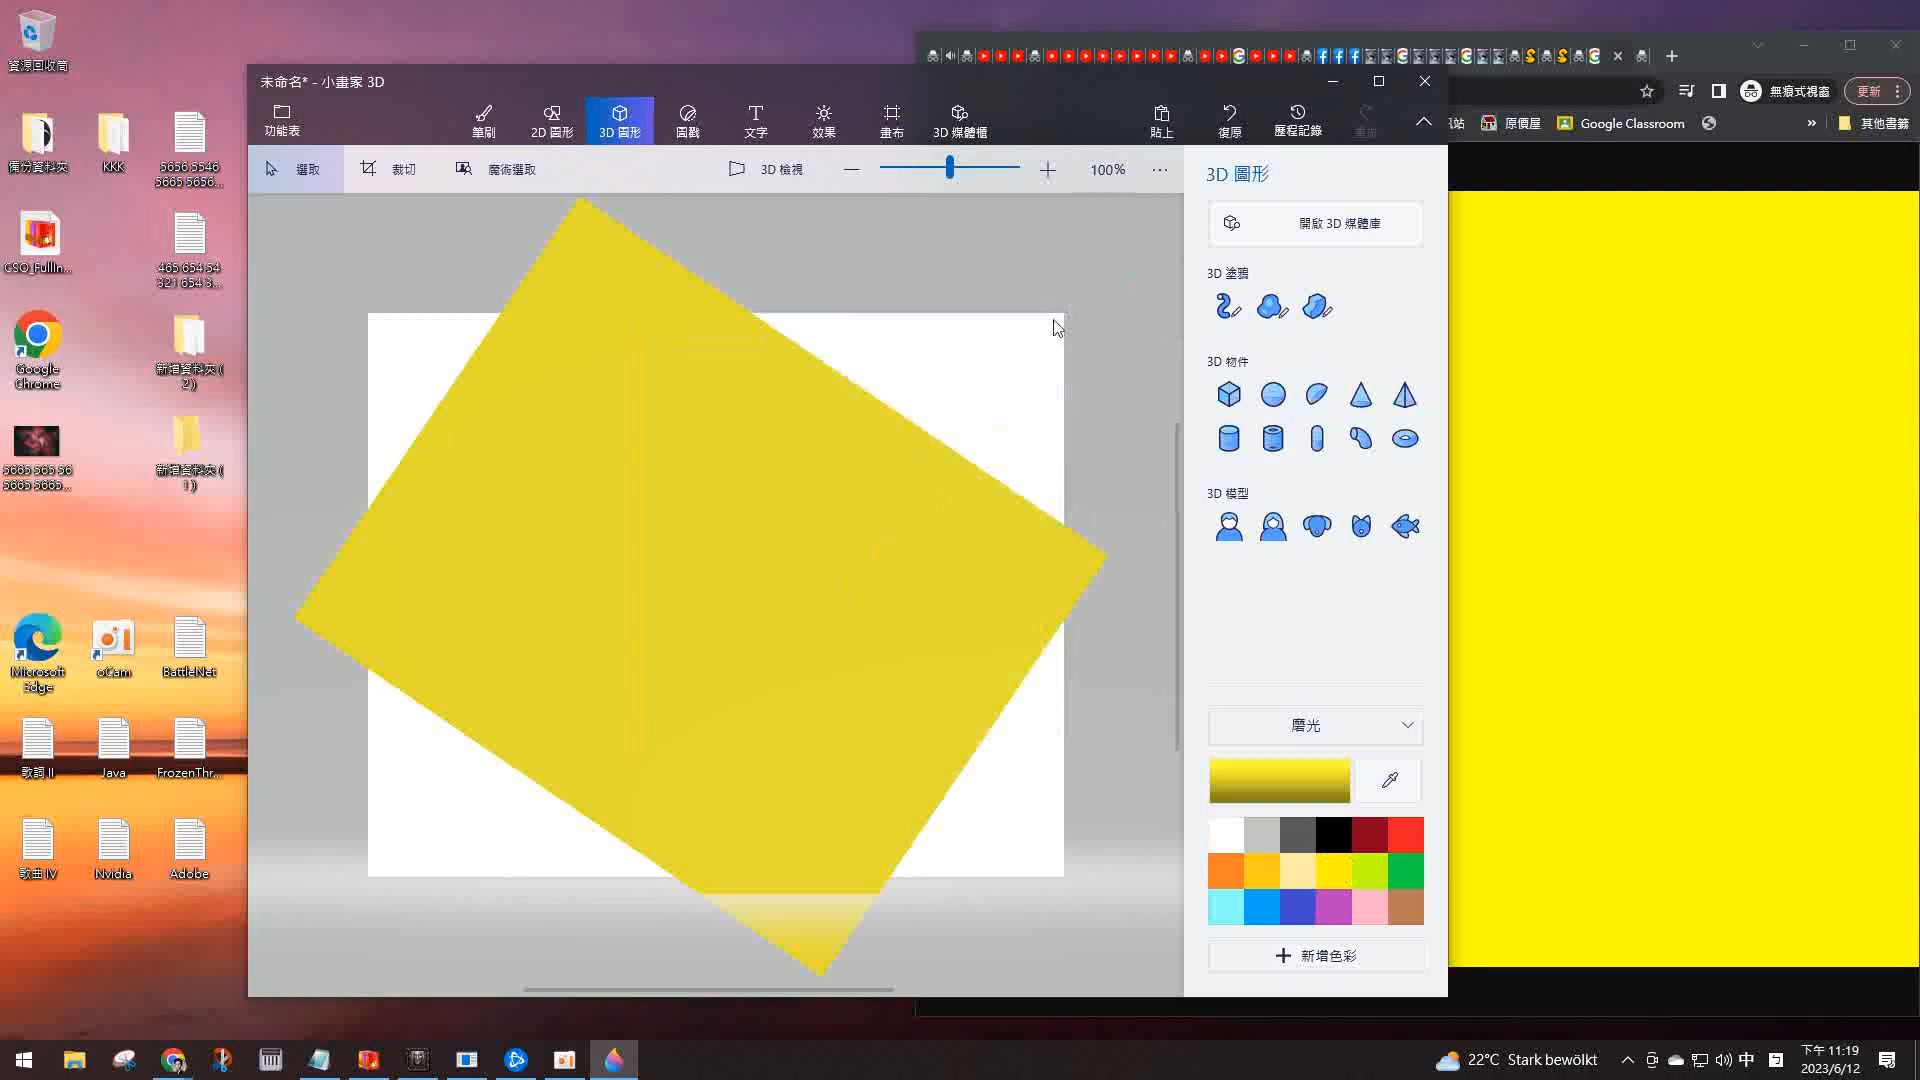 資源回收筒
備份資料夾
KKK
5656 5546
5665 5656...
CSO_FullIn...
465 654 54
321 654 3...
Google
Chrome
新增資料夾 (
2 )
5665 565 56
5665 5665...
新增資料夾 (
1 )
Microsoft
Edge
oCam
BattleNet
歌詞 II
Java
FrozenThr...
歌曲 IV
Nvidia
Adobe
未命名* - 小畫家 3D
功能表
筆刷
2D 圖形
3D 圖形
圖戳
文字
效果
畫布
3D 媒體櫃
貼上
復原
歷程記錄
選取
裁切
魔術選取
3D 檢視
100%
3D 圖形
開啟 3D 媒體庫
3D 塗鴉
3D 物件
3D 模型
磨光
新增色彩
無痕式視窗
更新
原價屋
Google Classroom
其他書籤
22°C Stark bewölkt
中
下午 11:19
2023/6/12